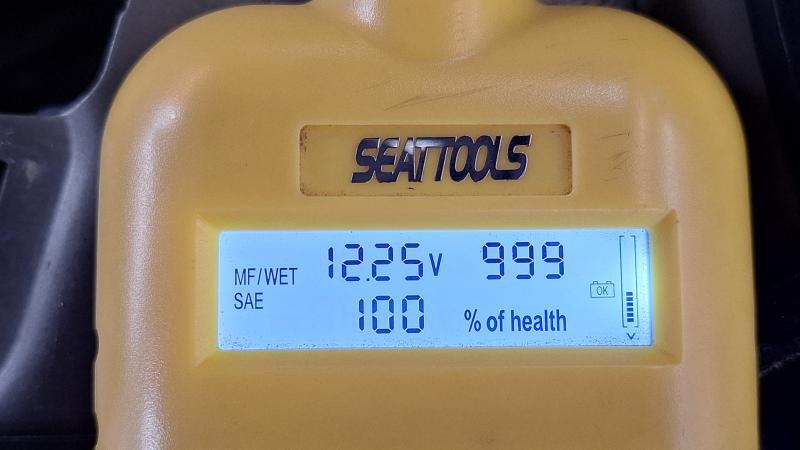 SEATTOOLS
MF/WET 12.25V 999
SAE 100 % of health
OK